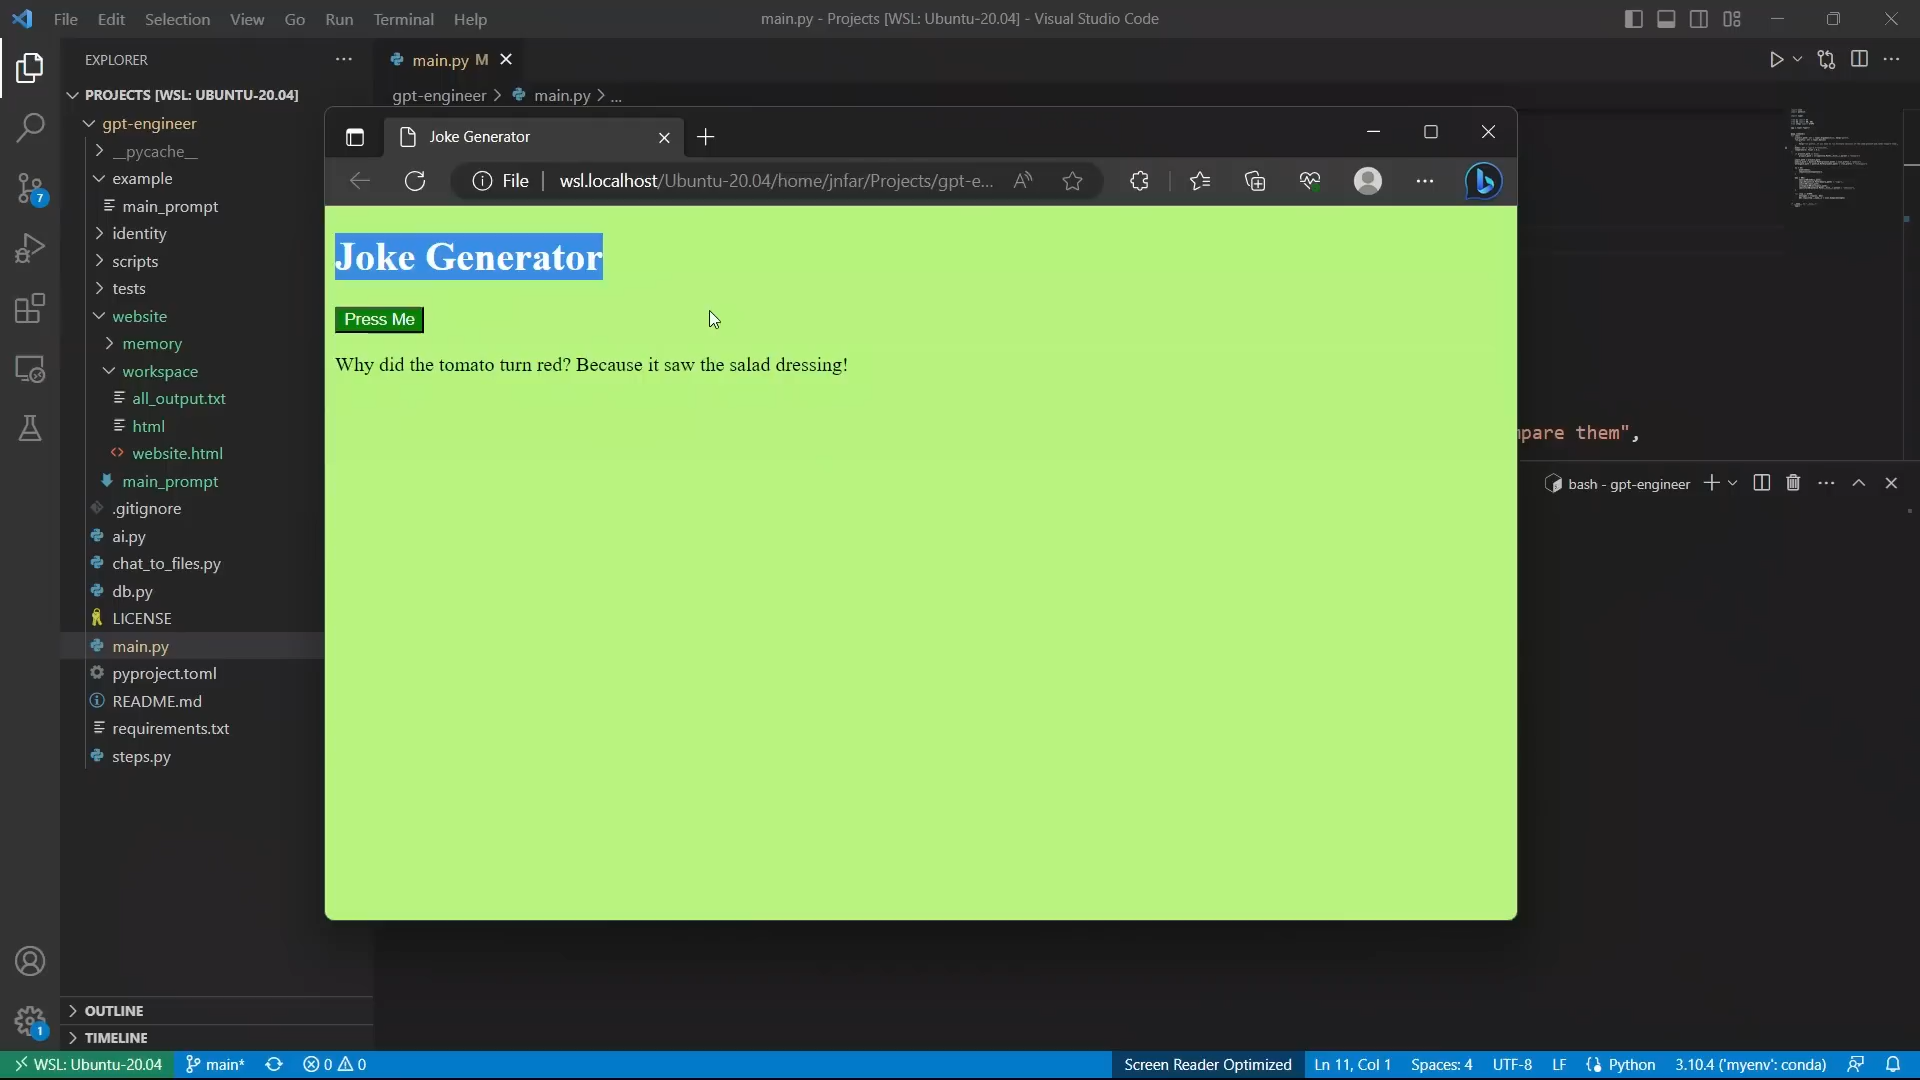 File Edit Selection View Go Run Terminal Help
main.py - Projects [WSL: Ubuntu-20.04] - Visual Studio Code
EXPLORER
main.py M
PROJECTS [WSL: UBUNTU-20.04]
gpt-engineer > main.py > ...
gpt-engineer
__pycache__
example
main_prompt
identity
scripts
tests
website
memory
workspace
all_output.txt
html
website.html
main_prompt
.gitignore
ai.py
chat_to_files.py
db.py
LICENSE
main.py
pyproject.toml
README.md
requirements.txt
steps.py
OUTLINE
TIMELINE
7
1
Joke Generator
File wsl.localhost/Ubuntu-20.04/home/jnfar/Projects/gpt-e...
Joke Generator
Press Me
Why did the tomato turn red? Because it saw the salad dressing!
mpare them",
bash - gpt-engineer
WSL: Ubuntu-20.04 main* 0 0 Screen Reader Optimized Ln 11, Col 1 Spaces: 4 UTF-8 LF Python 3.10.4 ('myenv': conda)